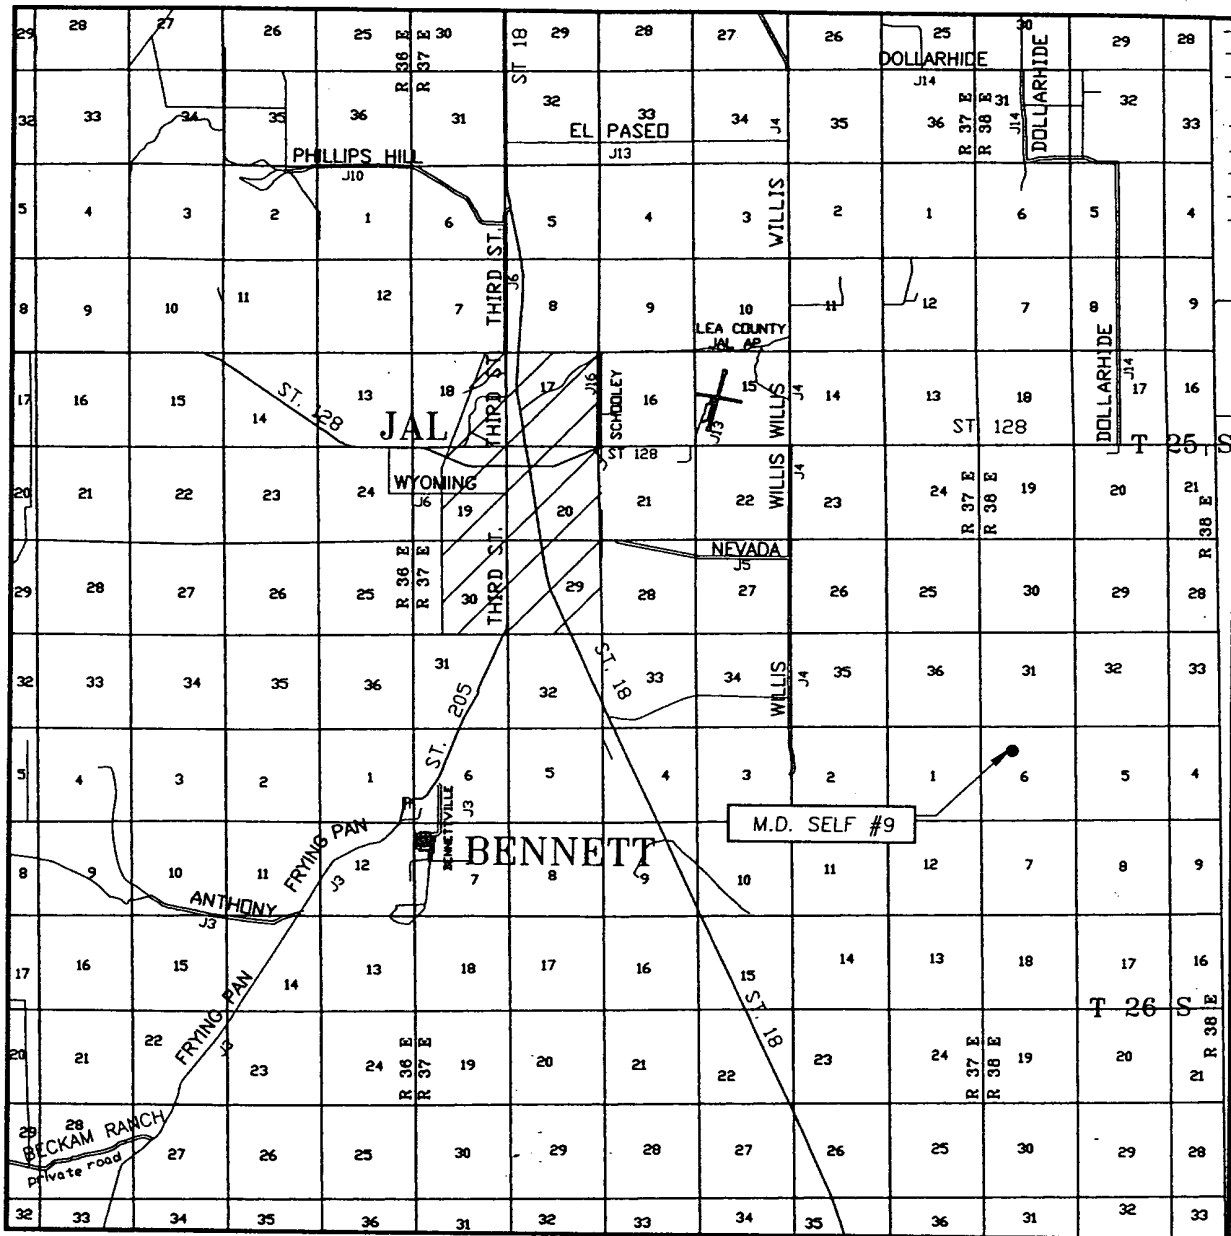 29 28 27 26 25 30 29 28 27 26 25 30 29 28
R 36 E
R 37 E
ST 18
DOLLARHIDE
J14
DOLLARHIDE
32 33 34 35 36 31 32 33 34 35 36 31 32 33
EL PASEO
J13
J4
R 37 E
R 38 E
J14
PHILLIPS HILL
J10
5 4 3 2 1 6 5 4 3 2 1 6 5 4
WILLIS
THIRD ST.
J6
8 9 10 11 12 7 8 9 10 11 12 7 8 9
LEA COUNTY
JAL AP
DOLLARHIDE
J14
17 16 15 14 13 18 17 16 15 14 13 18 17 16
ST. 128
JAL
THIRD ST
J16
SCHOOLEY
J13
WILLIS
J4
ST. 128
ST 128
T 25 S
WYOMING
J6
20 21 22 23 24 19 20 21 22 23 24 19 20 21
WILLIS
J4
R 37 E
R 38 E
R 38 E
NEVADA
J5
R 36 E
R 37 E
THIRD ST.
29 28 27 26 25 30 29 28 27 26 25 30 29 28
32 33 34 35 36 31 32 33 34 35 36 31 32 33
ST. 205
ST. 18
WILLIS
J4
5 4 3 2 1 6 5 4 3 2 1 6 5 4
BENNETTVILLE
J3
M.D. SELF #9
FRYING PAN
J3
BENNETT
8 9 10 11 12 7 8 9 10 11 12 7 8 9
ANTHONY
J3
17 16 15 14 13 18 17 16 15 14 13 18 17 16
FRYING PAN
J3
ST. 18
T 26 S
R 38 E
20 21 22 23 24 19 20 21 22 23 24 19 20 21
R 36 E
R 37 E
R 37 E
R 38 E
29 28 27 26 25 30 29 28 27 26 25 30 29 28
BECKAM RANCH
private road
32 33 34 35 36 31 32 33 34 35 36 31 32 33